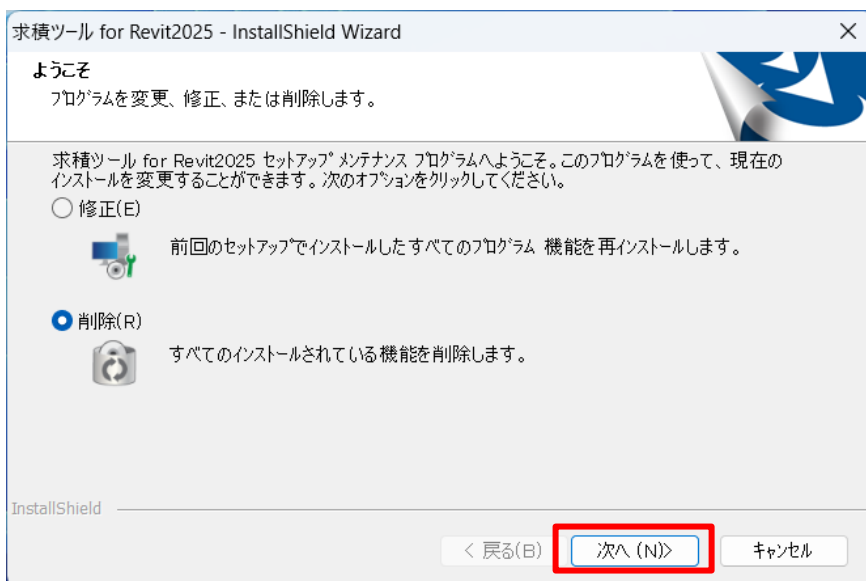 求積ツール for Revit2025 - InstallShield Wizard
ようこそ
プログラムを変更、修正、または削除します。
求積ツール for Revit2025 セットアップ メンテナンス プログラムへようこそ。このプログラムを使って、現在の
インストールを変更することができます。次のオプションをクリックしてください。
修正(E)
前回のセットアップでインストールしたすべてのプログラム 機能を再インストールします。
削除(R)
すべてのインストールされている機能を削除します。
InstallShield
< 戻る(B)
次へ (N)>
キャンセル